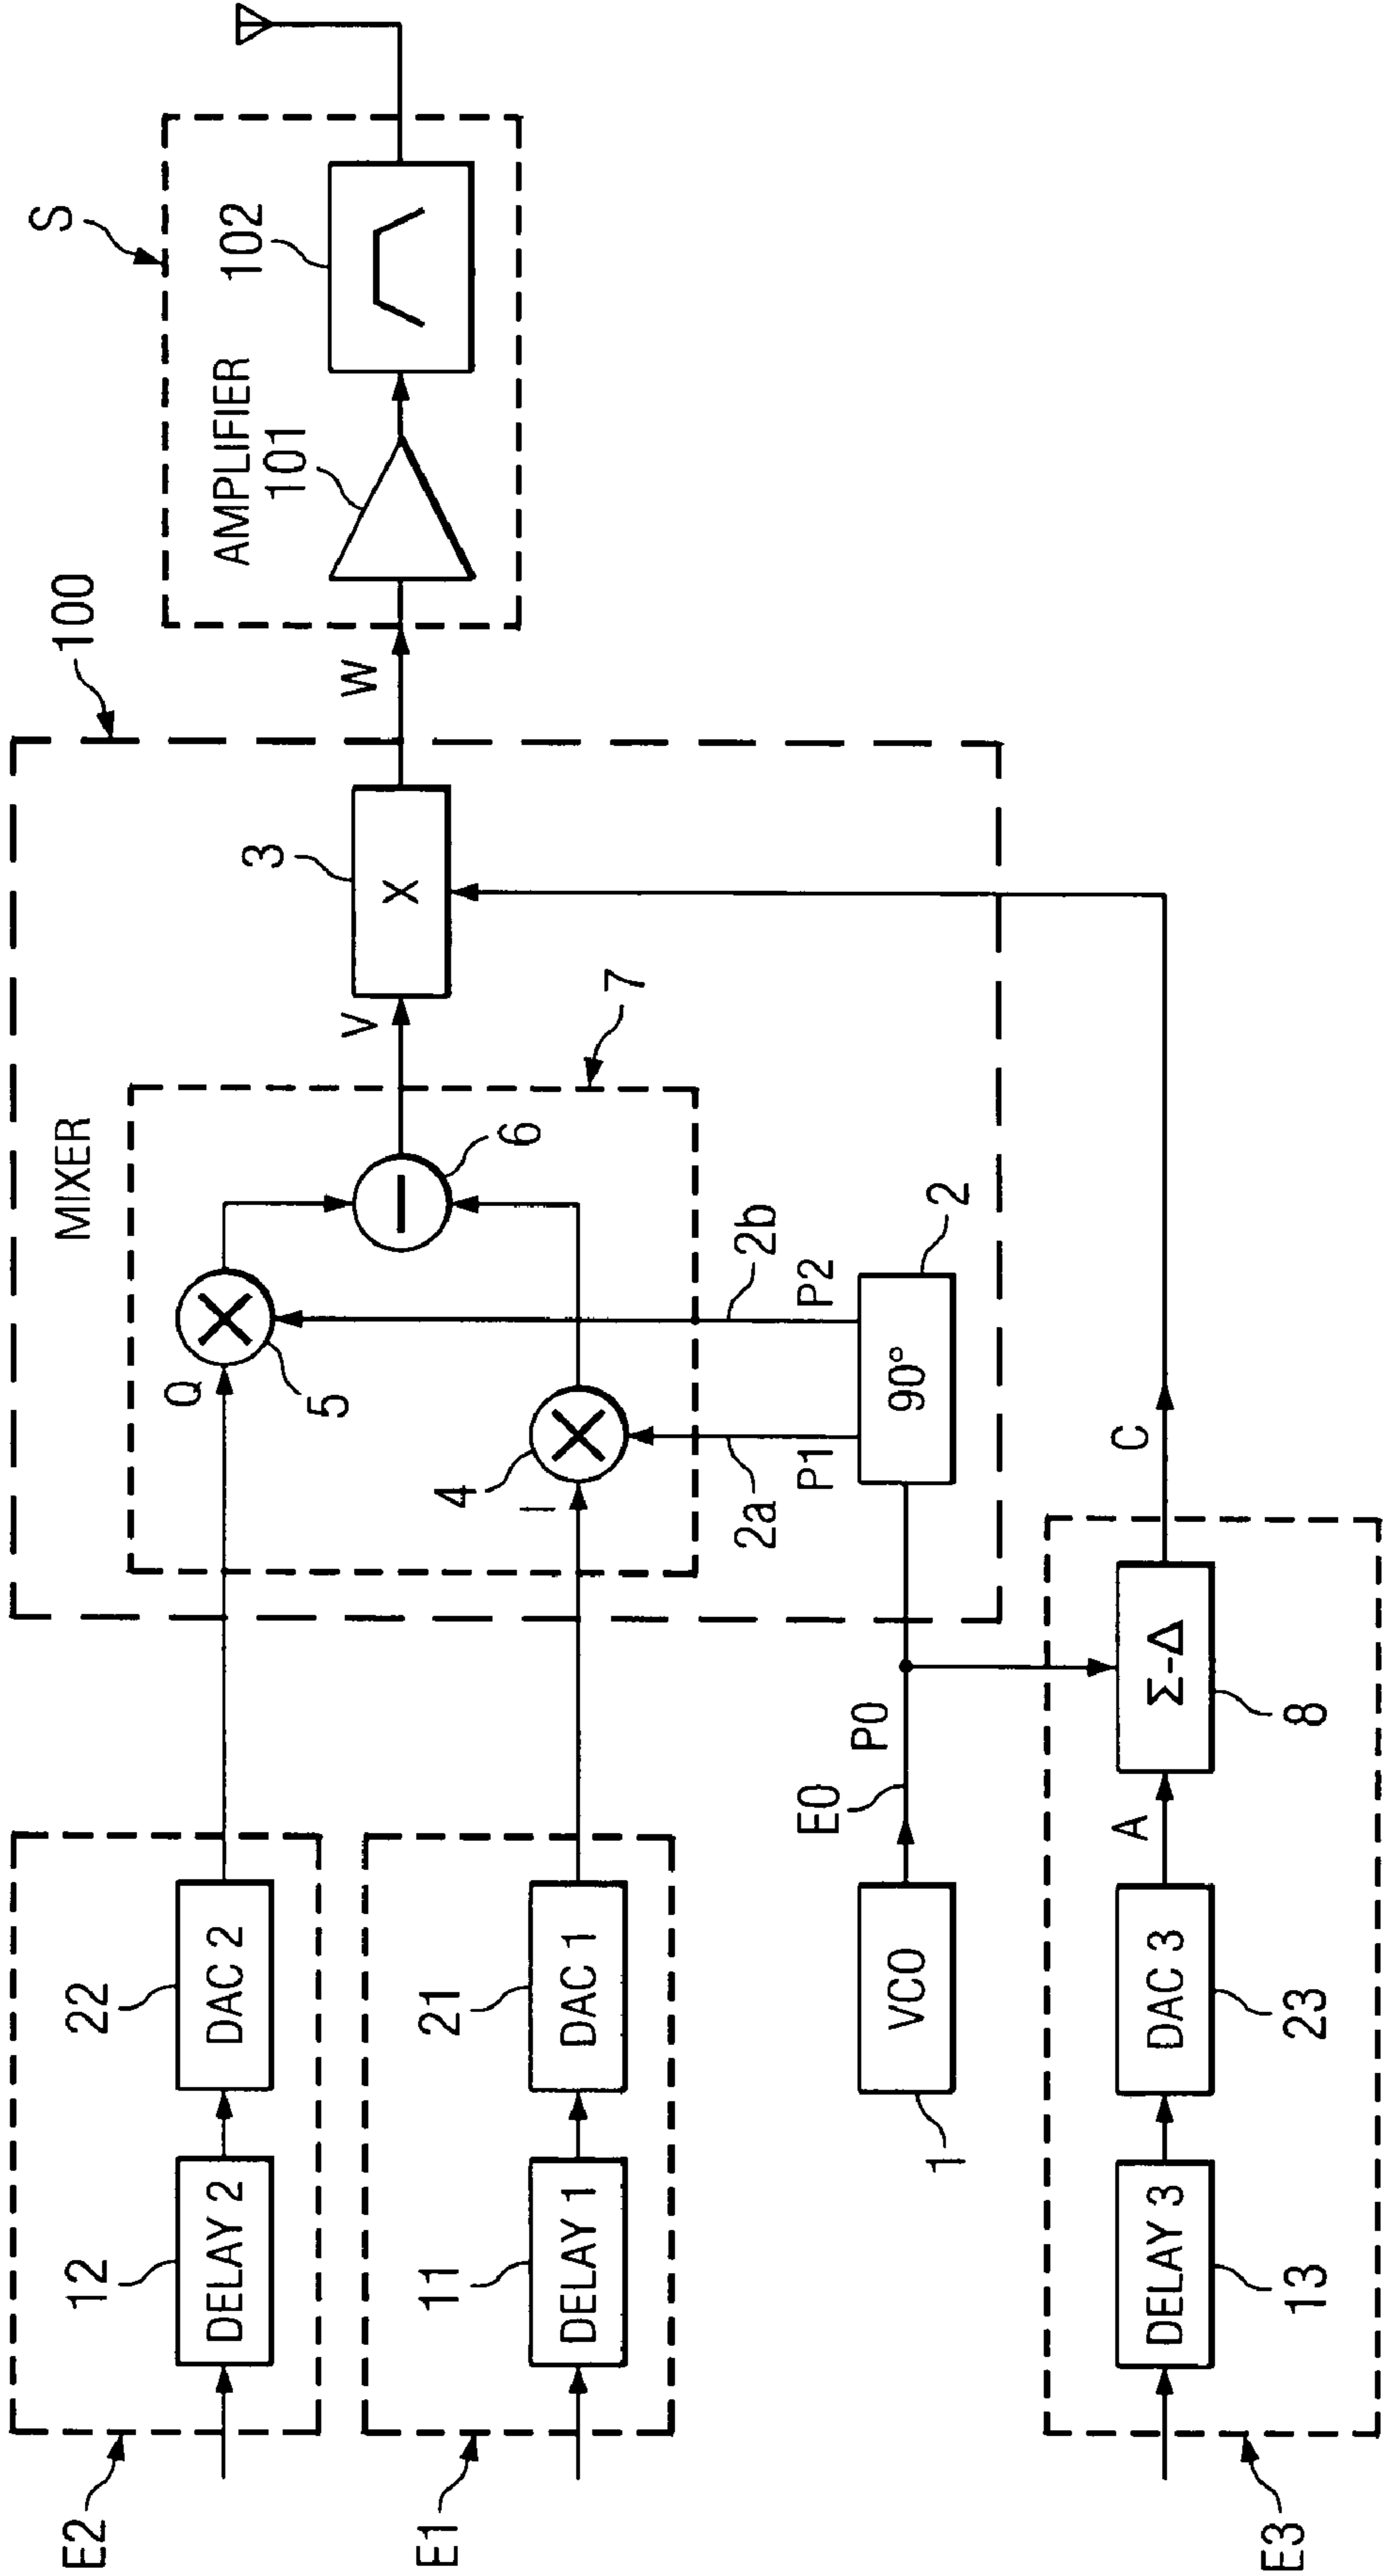 E2
12
DELAY 2
22
DAC 2
Q
5
MIXER
100
S
E1
11
DELAY 1
21
DAC 1
I
4
6
7
V
3
X
W
AMPLIFIER
101
102
1
VCO
E0
P0
2a
P1
2b
P2
90°
2
E3
13
DELAY 3
23
DAC 3
A
8
Σ-Δ
C